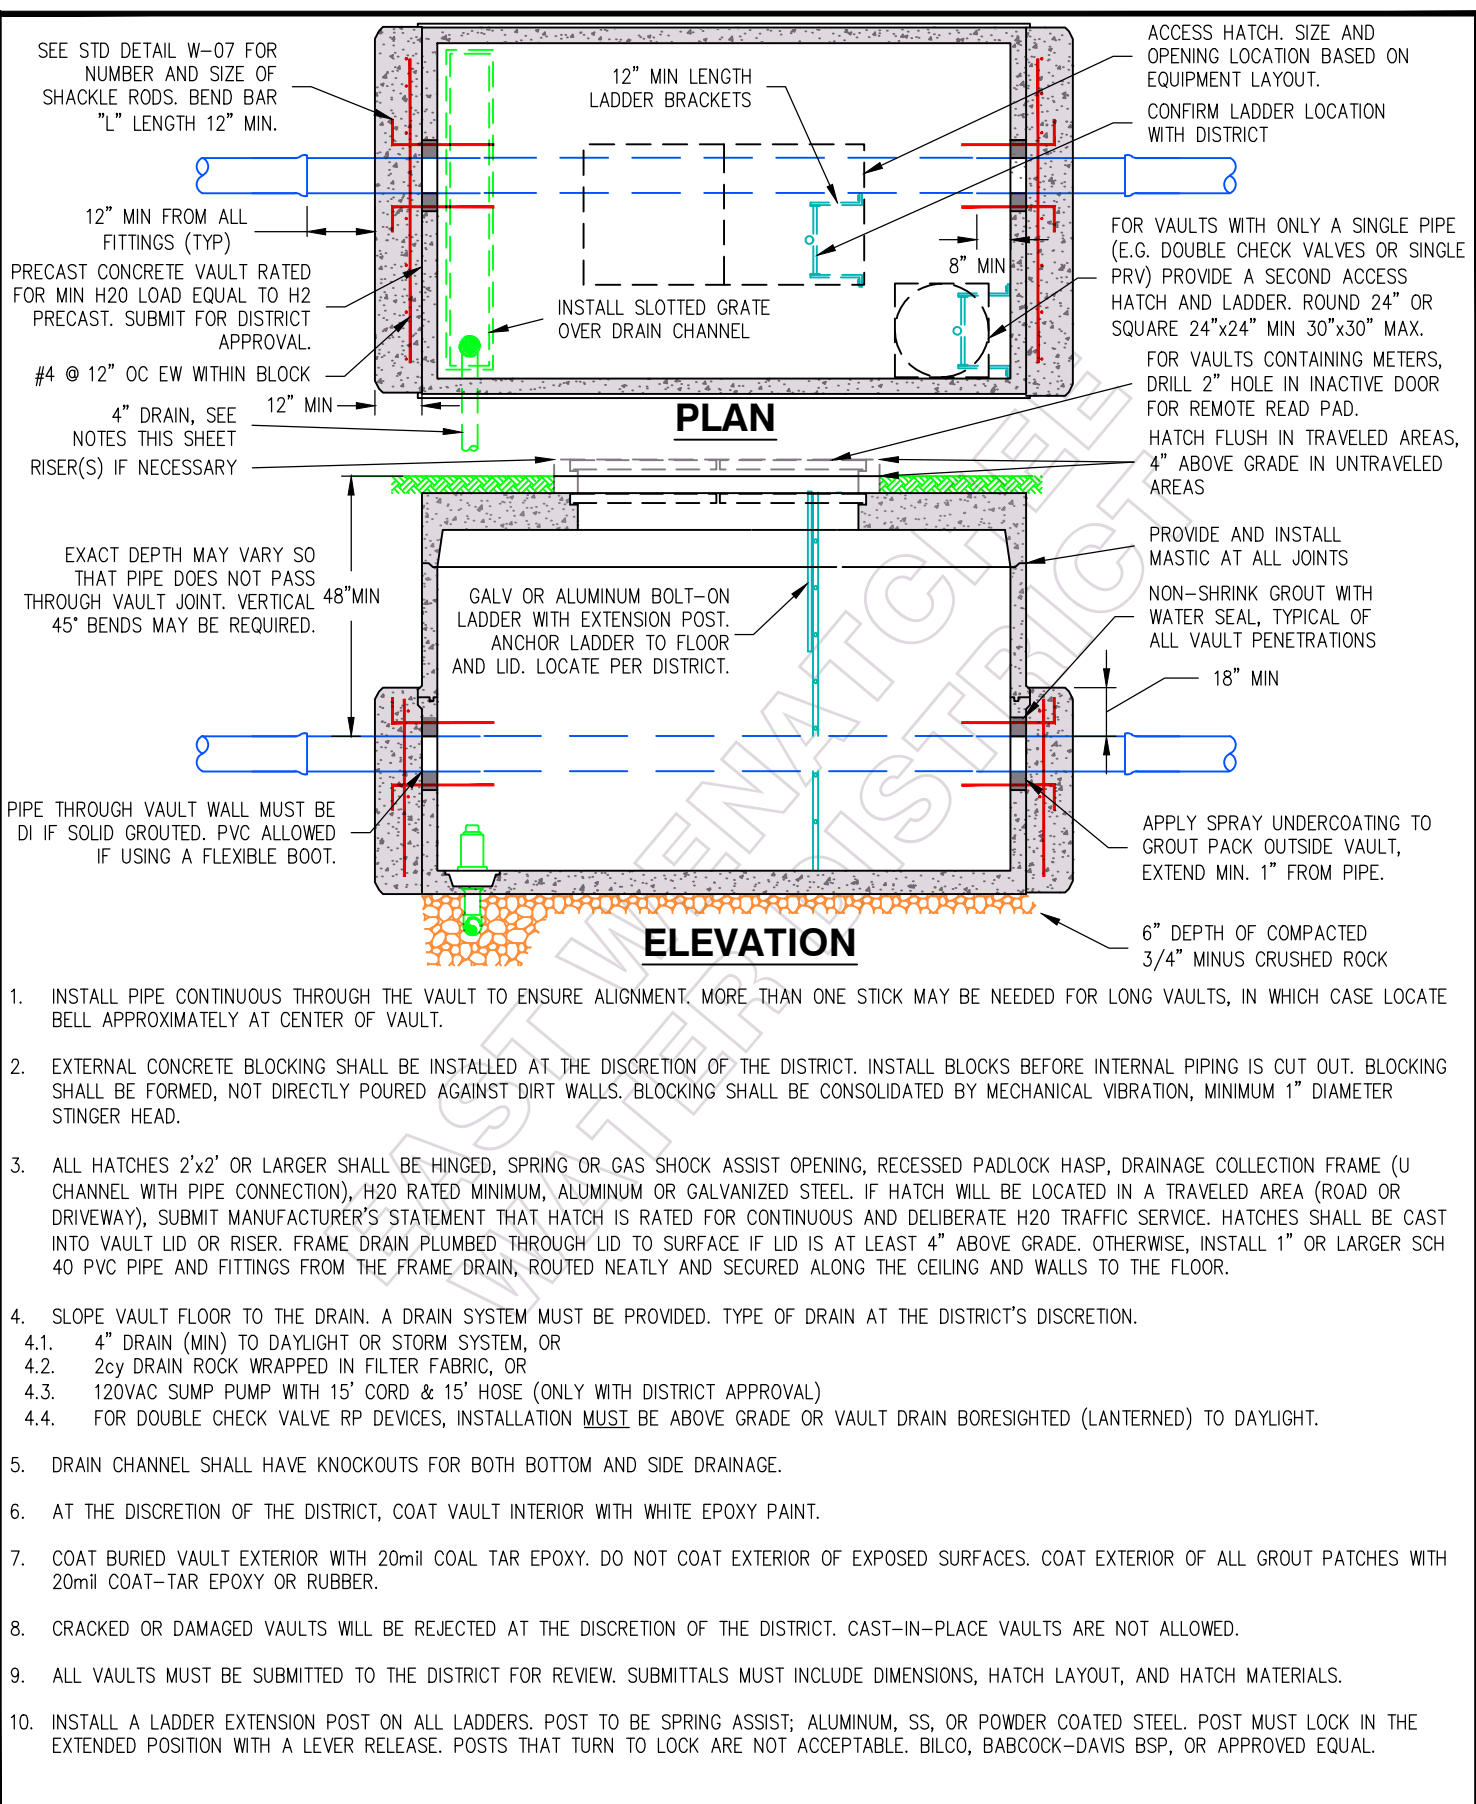 SEE STD DETAIL W-07 FOR
NUMBER AND SIZE OF
SHACKLE RODS. BEND BAR
"L" LENGTH 12" MIN.
12" MIN LENGTH
LADDER BRACKETS
ACCESS HATCH. SIZE AND
OPENING LOCATION BASED ON
EQUIPMENT LAYOUT.
CONFIRM LADDER LOCATION
WITH DISTRICT
12" MIN FROM ALL
FITTINGS (TYP)
PRECAST CONCRETE VAULT RATED
FOR MIN H20 LOAD EQUAL TO H2
PRECAST. SUBMIT FOR DISTRICT
APPROVAL.
#4 @ 12" OC EW WITHIN BLOCK
12" MIN
4" DRAIN, SEE
NOTES THIS SHEET
RISER(S) IF NECESSARY
INSTALL SLOTTED GRATE
OVER DRAIN CHANNEL
8" MIN
FOR VAULTS WITH ONLY A SINGLE PIPE
(E.G. DOUBLE CHECK VALVES OR SINGLE
PRV) PROVIDE A SECOND ACCESS
HATCH AND LADDER. ROUND 24" OR
SQUARE 24"x24" MIN 30"x30" MAX.
FOR VAULTS CONTAINING METERS,
DRILL 2" HOLE IN INACTIVE DOOR
FOR REMOTE READ PAD.
PLAN
HATCH FLUSH IN TRAVELED AREAS,
4" ABOVE GRADE IN UNTRAVELED
AREAS
EXACT DEPTH MAY VARY SO
THAT PIPE DOES NOT PASS
THROUGH VAULT JOINT. VERTICAL
45° BENDS MAY BE REQUIRED.
48"MIN
GALV OR ALUMINUM BOLT-ON
LADDER WITH EXTENSION POST.
ANCHOR LADDER TO FLOOR
AND LID. LOCATE PER DISTRICT.
PROVIDE AND INSTALL
MASTIC AT ALL JOINTS
NON-SHRINK GROUT WITH
WATER SEAL, TYPICAL OF
ALL VAULT PENETRATIONS
18" MIN
PIPE THROUGH VAULT WALL MUST BE
DI IF SOLID GROUTED. PVC ALLOWED
IF USING A FLEXIBLE BOOT.
APPLY SPRAY UNDERCOATING TO
GROUT PACK OUTSIDE VAULT,
EXTEND MIN. 1" FROM PIPE.
ELEVATION
6" DEPTH OF COMPACTED
3/4" MINUS CRUSHED ROCK
EAST WENATCHEE
WATER DISTRICT
1. INSTALL PIPE CONTINUOUS THROUGH THE VAULT TO ENSURE ALIGNMENT. MORE THAN ONE STICK MAY BE NEEDED FOR LONG VAULTS, IN WHICH CASE LOCATE
BELL APPROXIMATELY AT CENTER OF VAULT.
2. EXTERNAL CONCRETE BLOCKING SHALL BE INSTALLED AT THE DISCRETION OF THE DISTRICT. INSTALL BLOCKS BEFORE INTERNAL PIPING IS CUT OUT. BLOCKING
SHALL BE FORMED, NOT DIRECTLY POURED AGAINST DIRT WALLS. BLOCKING SHALL BE CONSOLIDATED BY MECHANICAL VIBRATION, MINIMUM 1" DIAMETER
STINGER HEAD.
3. ALL HATCHES 2'x2' OR LARGER SHALL BE HINGED, SPRING OR GAS SHOCK ASSIST OPENING, RECESSED PADLOCK HASP, DRAINAGE COLLECTION FRAME (U
CHANNEL WITH PIPE CONNECTION), H20 RATED MINIMUM, ALUMINUM OR GALVANIZED STEEL. IF HATCH WILL BE LOCATED IN A TRAVELED AREA (ROAD OR
DRIVEWAY), SUBMIT MANUFACTURER'S STATEMENT THAT HATCH IS RATED FOR CONTINUOUS AND DELIBERATE H20 TRAFFIC SERVICE. HATCHES SHALL BE CAST
INTO VAULT LID OR RISER. FRAME DRAIN PLUMBED THROUGH LID TO SURFACE IF LID IS AT LEAST 4" ABOVE GRADE. OTHERWISE, INSTALL 1" OR LARGER SCH
40 PVC PIPE AND FITTINGS FROM THE FRAME DRAIN, ROUTED NEATLY AND SECURED ALONG THE CEILING AND WALLS TO THE FLOOR.
4. SLOPE VAULT FLOOR TO THE DRAIN. A DRAIN SYSTEM MUST BE PROVIDED. TYPE OF DRAIN AT THE DISTRICT'S DISCRETION.
4.1. 4" DRAIN (MIN) TO DAYLIGHT OR STORM SYSTEM, OR
4.2. 2cy DRAIN ROCK WRAPPED IN FILTER FABRIC, OR
4.3. 120VAC SUMP PUMP WITH 15' CORD & 15' HOSE (ONLY WITH DISTRICT APPROVAL)
4.4. FOR DOUBLE CHECK VALVE RP DEVICES, INSTALLATION MUST BE ABOVE GRADE OR VAULT DRAIN BORESIGHTED (LANTERNED) TO DAYLIGHT.
5. DRAIN CHANNEL SHALL HAVE KNOCKOUTS FOR BOTH BOTTOM AND SIDE DRAINAGE.
6. AT THE DISCRETION OF THE DISTRICT, COAT VAULT INTERIOR WITH WHITE EPOXY PAINT.
7. COAT BURIED VAULT EXTERIOR WITH 20mil COAL TAR EPOXY. DO NOT COAT EXTERIOR OF EXPOSED SURFACES. COAT EXTERIOR OF ALL GROUT PATCHES WITH
20mil COAT-TAR EPOXY OR RUBBER.
8. CRACKED OR DAMAGED VAULTS WILL BE REJECTED AT THE DISCRETION OF THE DISTRICT. CAST-IN-PLACE VAULTS ARE NOT ALLOWED.
9. ALL VAULTS MUST BE SUBMITTED TO THE DISTRICT FOR REVIEW. SUBMITTALS MUST INCLUDE DIMENSIONS, HATCH LAYOUT, AND HATCH MATERIALS.
10. INSTALL A LADDER EXTENSION POST ON ALL LADDERS. POST TO BE SPRING ASSIST; ALUMINUM, SS, OR POWDER COATED STEEL. POST MUST LOCK IN THE
EXTENDED POSITION WITH A LEVER RELEASE. POSTS THAT TURN TO LOCK ARE NOT ACCEPTABLE. BILCO, BABCOCK-DAVIS BSP, OR APPROVED EQUAL.